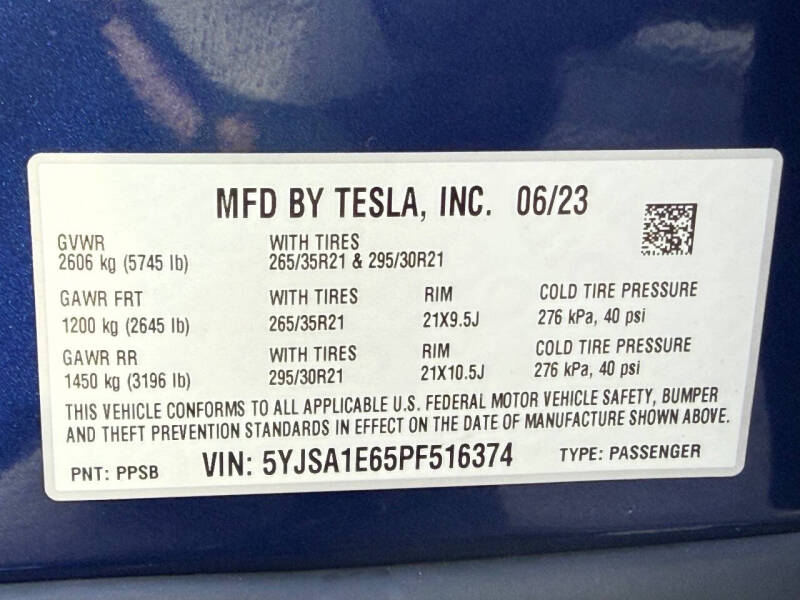 MFD BY TESLA, INC. 06/23
GVWR WITH TIRES
2606 kg (5745 lb) 265/35R21 & 295/30R21
GAWR FRT WITH TIRES RIM COLD TIRE PRESSURE
1200 kg (2645 lb) 265/35R21 21X9.5J 276 kPa, 40 psi
GAWR RR WITH TIRES RIM COLD TIRE PRESSURE
1450 kg (3196 lb) 295/30R21 21X10.5J 276 kPa, 40 psi
THIS VEHICLE CONFORMS TO ALL APPLICABLE U.S. FEDERAL MOTOR VEHICLE SAFETY, BUMPER
AND THEFT PREVENTION STANDARDS IN EFFECT ON THE DATE OF MANUFACTURE SHOWN ABOVE.
PNT: PPSB VIN: 5YJSA1E65PF516374 TYPE: PASSENGER